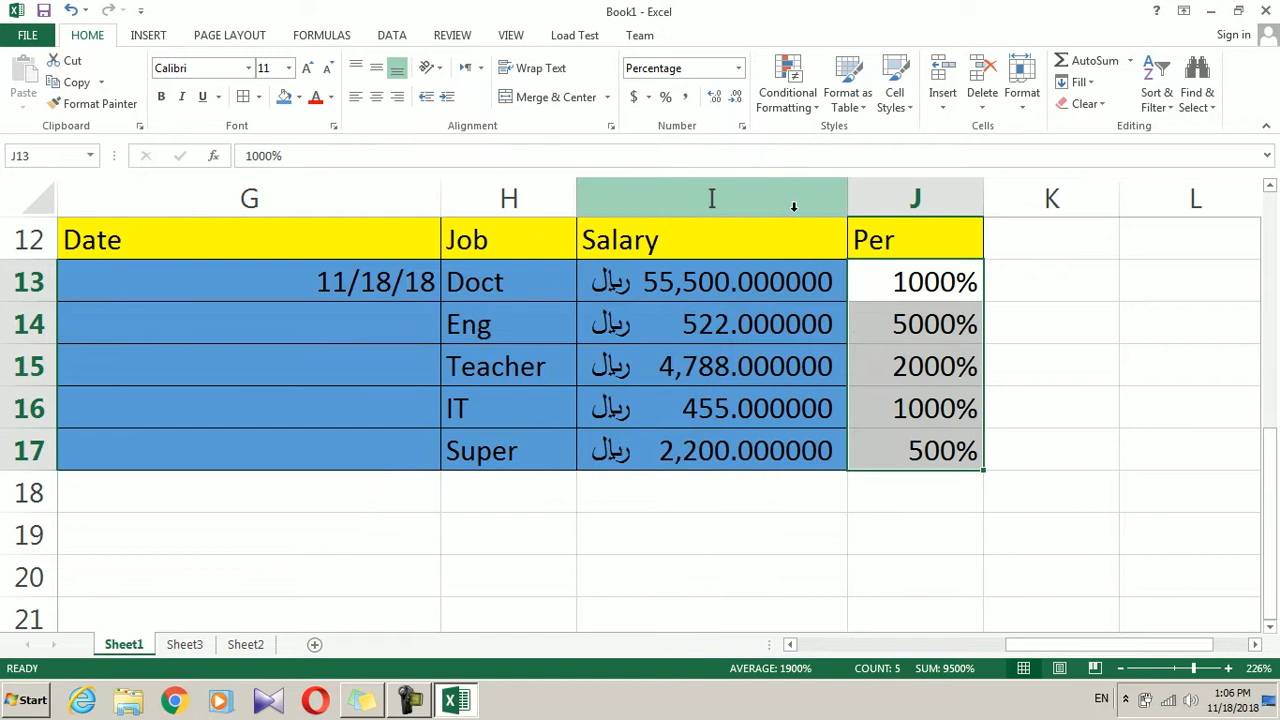 Book1 - Excel
FILE HOME INSERT PAGE LAYOUT FORMULAS DATA REVIEW VIEW Load Test Team Sign in
Paste Cut Copy Format Painter Clipboard
Calibri 11 A A B I U A Font
Wrap Text Merge & Center Alignment
Percentage $ % , Number
Conditional Formatting Format as Table Cell Styles Styles
Insert Delete Format Cells
AutoSum Fill Clear Sort & Filter Find & Select Editing
J13 fx 1000%
G H I J K L
12 Date Job Salary Per
13 11/18/18 Doct ريال 55,500.000000 1000%
14 Eng ريال 522.000000 5000%
15 Teacher ريال 4,788.000000 2000%
16 IT ريال 455.000000 1000%
17 Super ريال 2,200.000000 500%
18
19
20
21
Sheet1 Sheet3 Sheet2
READY AVERAGE: 1900% COUNT: 5 SUM: 9500% 226%
Start EN 1:06 PM
11/18/2018